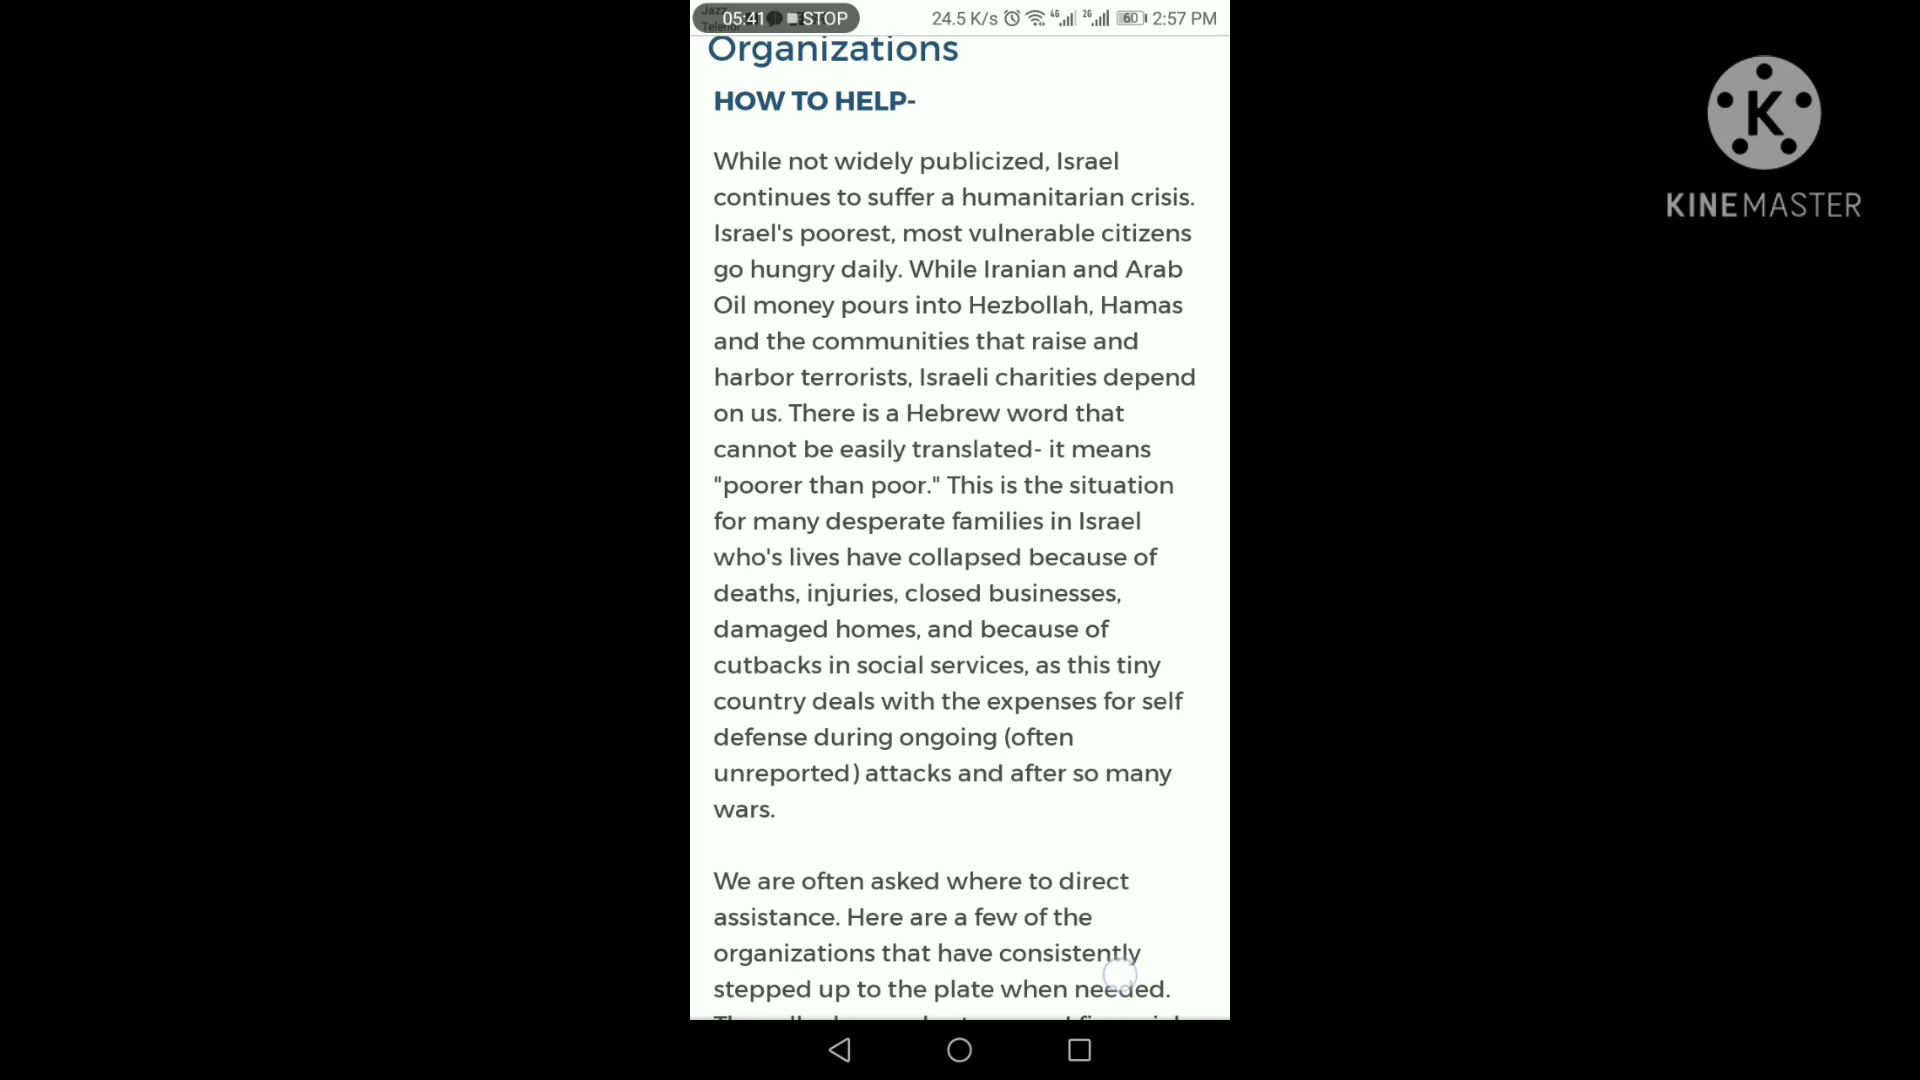 Jazz
Telenor
05:41 STOP
24.5 K/s 4G 2G 60 2:57 PM
Organizations
HOW TO HELP-
While not widely publicized, Israel
continues to suffer a humanitarian crisis.
Israel's poorest, most vulnerable citizens
go hungry daily. While Iranian and Arab
Oil money pours into Hezbollah, Hamas
and the communities that raise and
harbor terrorists, Israeli charities depend
on us. There is a Hebrew word that
cannot be easily translated- it means
"poorer than poor." This is the situation
for many desperate families in Israel
who's lives have collapsed because of
deaths, injuries, closed businesses,
damaged homes, and because of
cutbacks in social services, as this tiny
country deals with the expenses for self
defense during ongoing (often
unreported) attacks and after so many
wars.
We are often asked where to direct
assistance. Here are a few of the
organizations that have consistently
stepped up to the plate when needed.
K
KINEMASTER